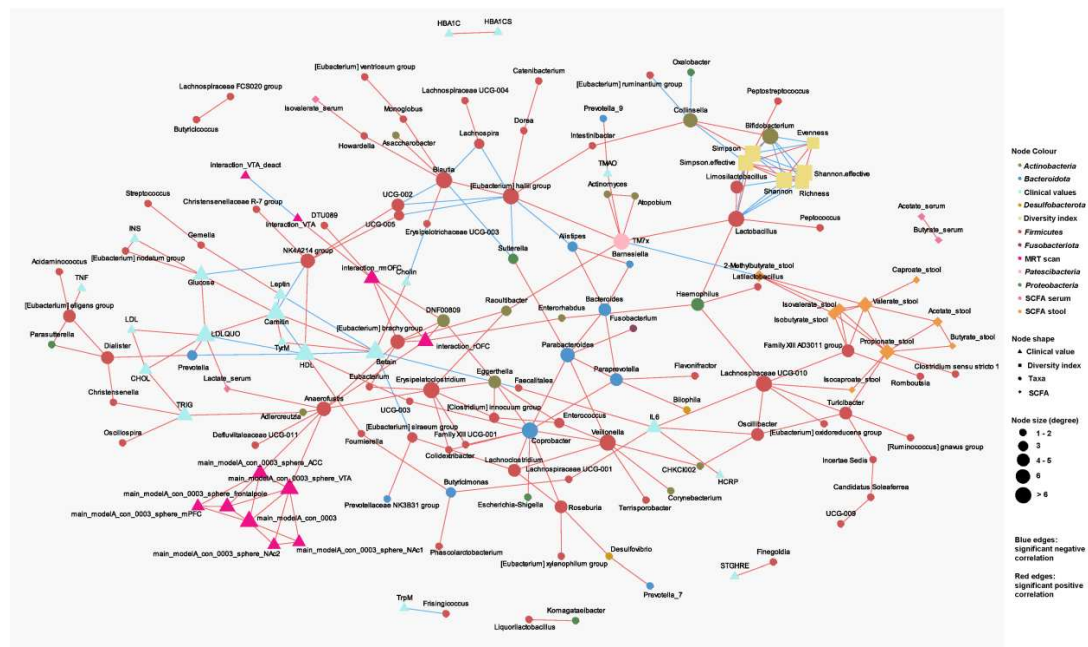 HBA1C
HBA1CS
[Eubacterium] ventriosum group
Catenibacterium
Oxalobacter
[Eubacterium] ruminantium group
Lachnospiraceae FCS020 group
Lachnospiraceae UCG-004
Peptostreptococcus
Isovalerate_serum
Monoglobus
Prevotella_9
Collinsella
Butyricicoccus
Dorea
Bifidobacterium
Evenness
Howardella
Asaccharobacter
Lachnospira
Intestinibacter
Simpson
Interaction_VTA_deact
TMAO
Simpson.effective
Blautia
[Eubacterium] hallii group
Limosilactobacillus
Shannon.effective
Streptococcus
Christensenellaceae R-7 group
UCG-002
Actinomyces
Shannon
Richness
DTU089
Atopobium
Interaction_VTA
UCG-005
Erysipelotrichaceae UCG-003
Lactobacillus
Peptococcus
Acetate_serum
INS
Gemella
Alistipes
TM7x
Butyrate_serum
[Eubacterium] nodatum group
NK4A214 group
Sutterella
Barnesiella
Acidaminococcus
Interaction_rmOFC
Cholin
2-Methylbutyrate_stool
Caproate_stool
TNF
Glucose
Leptin
Latilactobacillus
Raoultibacter
Bacteroides
Haemophilus
Isovalerate_stool
Valerate_stool
[Eubacterium] eligens group
Carnitin
DNF00809
Enterorhabdus
Isobutyrate_stool
Acetate_stool
LDL
LDLQUO
[Eubacterium] brachy group
Fusobacterium
Parasutterella
TyrM
interaction_rOFC
Propionate_stool
Butyrate_stool
Dialister
HDL
Betain
Parabacteroides
Family XIII AD3011 group
CHOL
Prevotella
Eubacterium
Eggerthella
Paraprevotella
Flavonifractor
Clostridium sensu stricto 1
Lactate_serum
Erysipelatoclostridium
Faecalitalea
Lachnospiraceae UCG-010
Isocaproate_stool
Romboutsia
Christensenella
Anaerofustis
UCG-003
[Clostridium] innocuum group
Bilophila
TRIG
Adlercreutzia
Enterococcus
IL6
Turicibacter
[Eubacterium] siraeum group
Family XIII UCG-001
Veillonella
[Eubacterium] oxidoreducens group
Oscillospira
Defluviitaleaceae UCG-011
Fournierella
Coprobacter
Oscillibacter
Colidextribacter
[Ruminococcus] gnavus group
main_modelA_con_0003_sphere_ACC
Lachnoclostridium
CHKCI002
Incertae Sedis
main_modelA_con_0003_sphere_VTA
Butyricimonas
Lachnospiraceae UCG-001
HCRP
main_modelA_con_0003_sphere_frontalpole
Corynebacterium
Candidatus Soleaferrea
main_modelA_con_0003_sphere_mPFC
Prevotellaceae NK3B31 group
Escherichia-Shigella
Terrisporobacter
main_modelA_con_0003
Roseburia
UCG-009
main_modelA_con_0003_sphere_NAc2
main_modelA_con_0003_sphere_NAc1
Phascolarctobacterium
Desulfovibrio
Finegoldia
[Eubacterium] xylanophilum group
STGHRE
Prevotella_7
TrpM
Frisingicoccus
Komagataeibacter
Liquorilactobacillus
Node Colour
Actinobacteria
Bacteroidota
Clinical values
Desulfobacterota
Diversity index
Firmicutes
Fusobacteriota
MRT scan
Patescibacteria
Proteobacteria
SCFA serum
SCFA stool
Node shape
Clinical value
Diversity index
Taxa
SCFA
Node size (degree)
1 - 2
3
4 - 5
6
> 6
Blue edges:
significant negative
correlation
Red edges:
significant positive
correlation